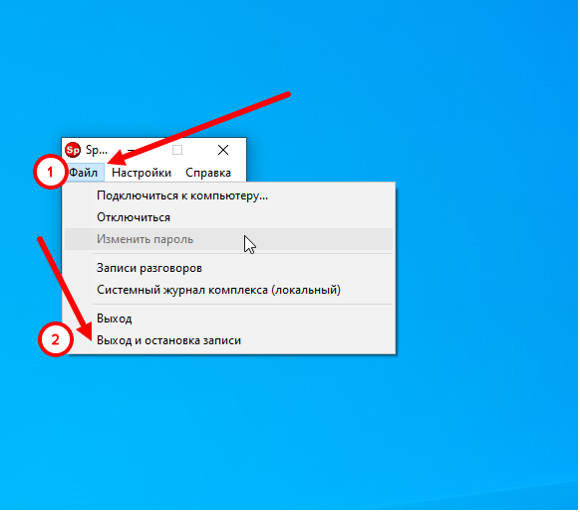 Sp Sp...
1 Файл Настройки Справка
Подключиться к компьютеру...
Отключиться
Изменить пароль
Записи разговоров
Системный журнал комплекса (локальный)
Выход
2 Выход и остановка записи